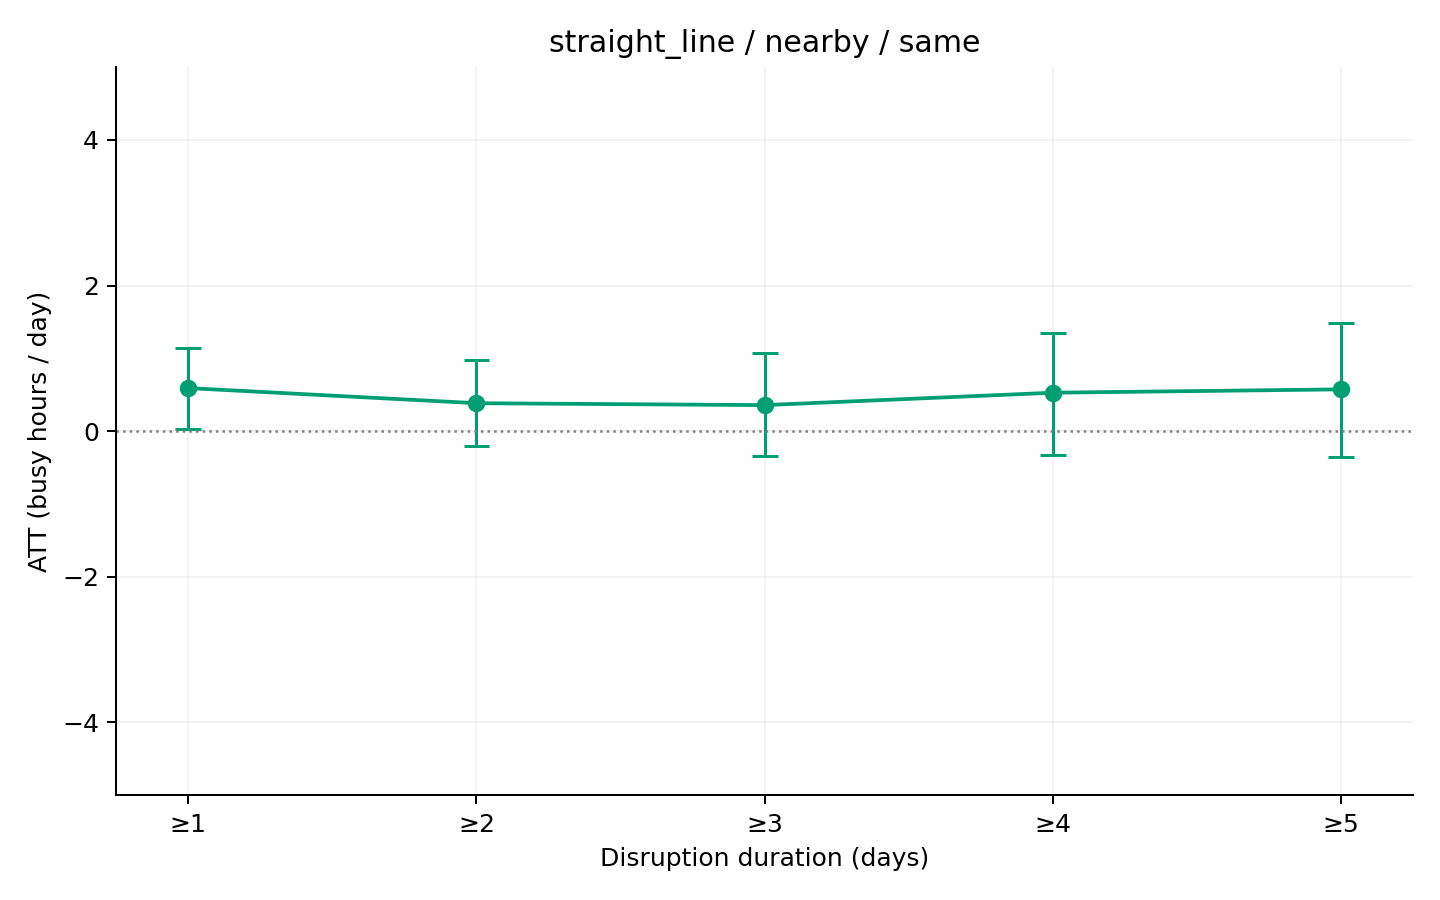 straight_line / nearby / same
ATT (busy hours / day)
4
2
0
−2
−4
≥1 ≥2 ≥3 ≥4 ≥5
Disruption duration (days)